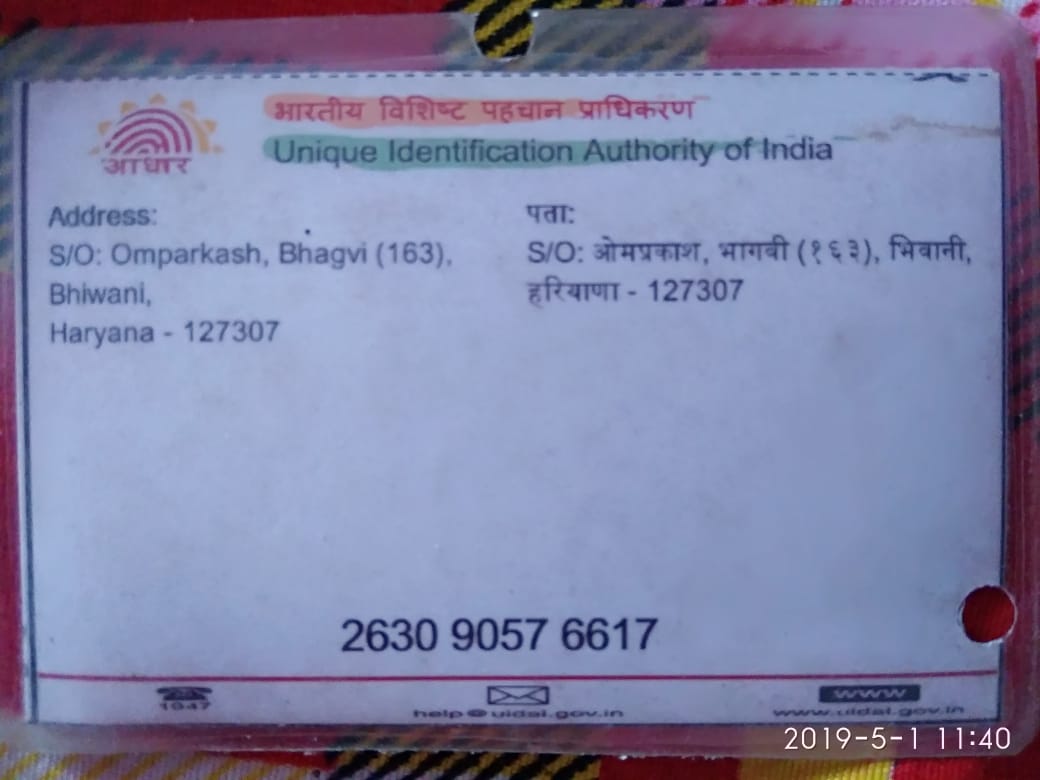 भारतीय विशिष्ट पहचान प्राधिकरण
Unique Identification Authority of India
आधार
Address:
S/O: Omparkash, Bhagvi (163),
Bhiwani,
Haryana - 127307
पता:
S/O: ओमप्रकाश, भागवी (१६३), भिवानी,
हरियाणा - 127307
2630 9057 6617
1947
help@uidai.gov.in
www
www.uidai.gov.in
2019-5-1 11:40